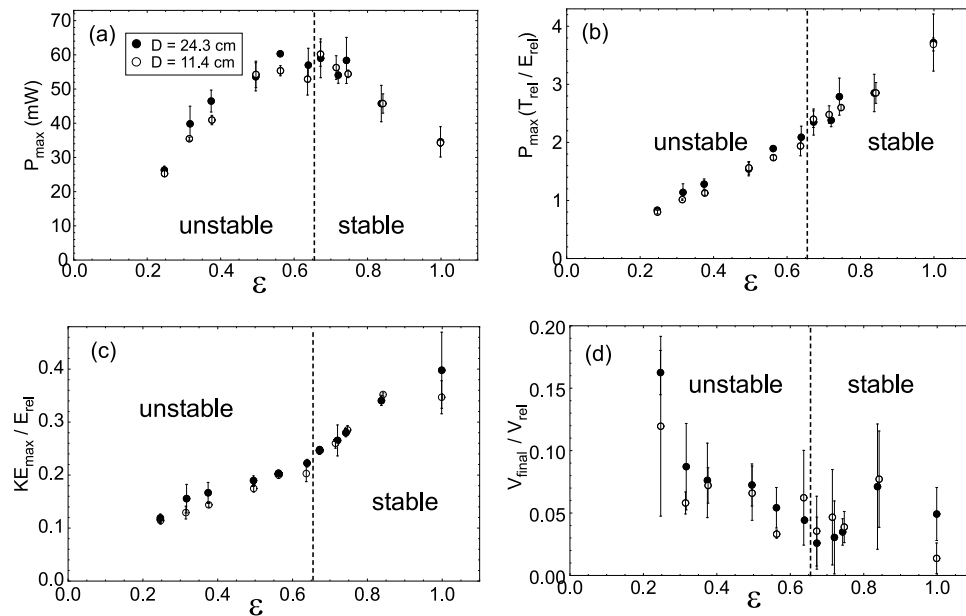 (a)
D = 24.3 cm
D = 11.4 cm
P_max (mW)
70
60
50
40
30
20
10
0
unstable
stable
0.0 0.2 0.4 0.6 0.8 1.0
ε
(b)
P_max (T_rel / E_rel)
4
3
2
1
0
unstable
stable
0.0 0.2 0.4 0.6 0.8 1.0
ε
(c)
KE_max / E_rel
0.4
0.3
0.2
0.1
0.0
unstable
stable
0.0 0.2 0.4 0.6 0.8 1.0
ε
(d)
V_final / V_rel
0.20
0.15
0.10
0.05
0.00
unstable
stable
0.0 0.2 0.4 0.6 0.8 1.0
ε